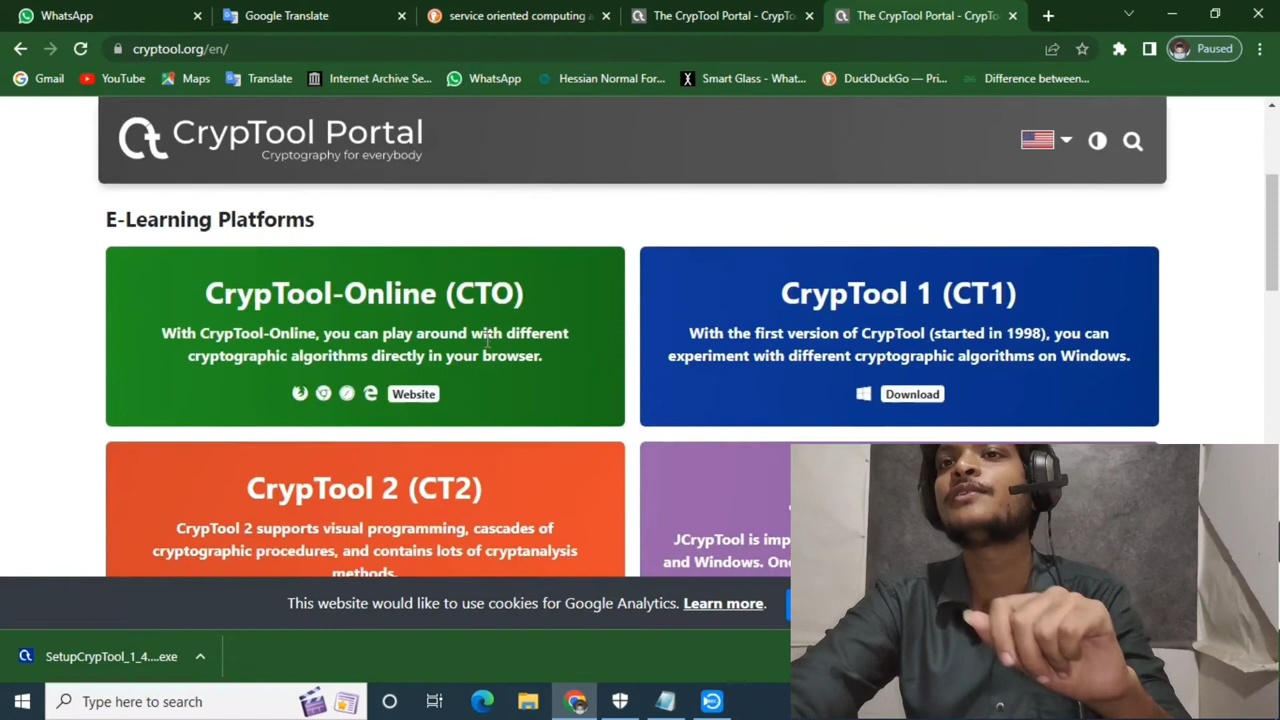 WhatsApp
Google Translate
service oriented computing a
The CrypTool Portal - CrypTo
The CrypTool Portal - CrypTo
cryptool.org/en/
Paused
Gmail
YouTube
Maps
Translate
Internet Archive Se...
WhatsApp
Hessian Normal For...
Smart Glass - What...
DuckDuckGo — Pri...
Difference between...
CrypTool Portal
Cryptography for everybody
E-Learning Platforms
CrypTool-Online (CTO)
With CrypTool-Online, you can play around with different
cryptographic algorithms directly in your browser.
Website
CrypTool 1 (CT1)
With the first version of CrypTool (started in 1998), you can
experiment with different cryptographic algorithms on Windows.
Download
CrypTool 2 (CT2)
CrypTool 2 supports visual programming, cascades of
cryptographic procedures, and contains lots of cryptanalysis
methods.
JCrypTool is imp
and Windows. One
This website would like to use cookies for Google Analytics. Learn more.
SetupCrypTool_1_4....exe
Type here to search